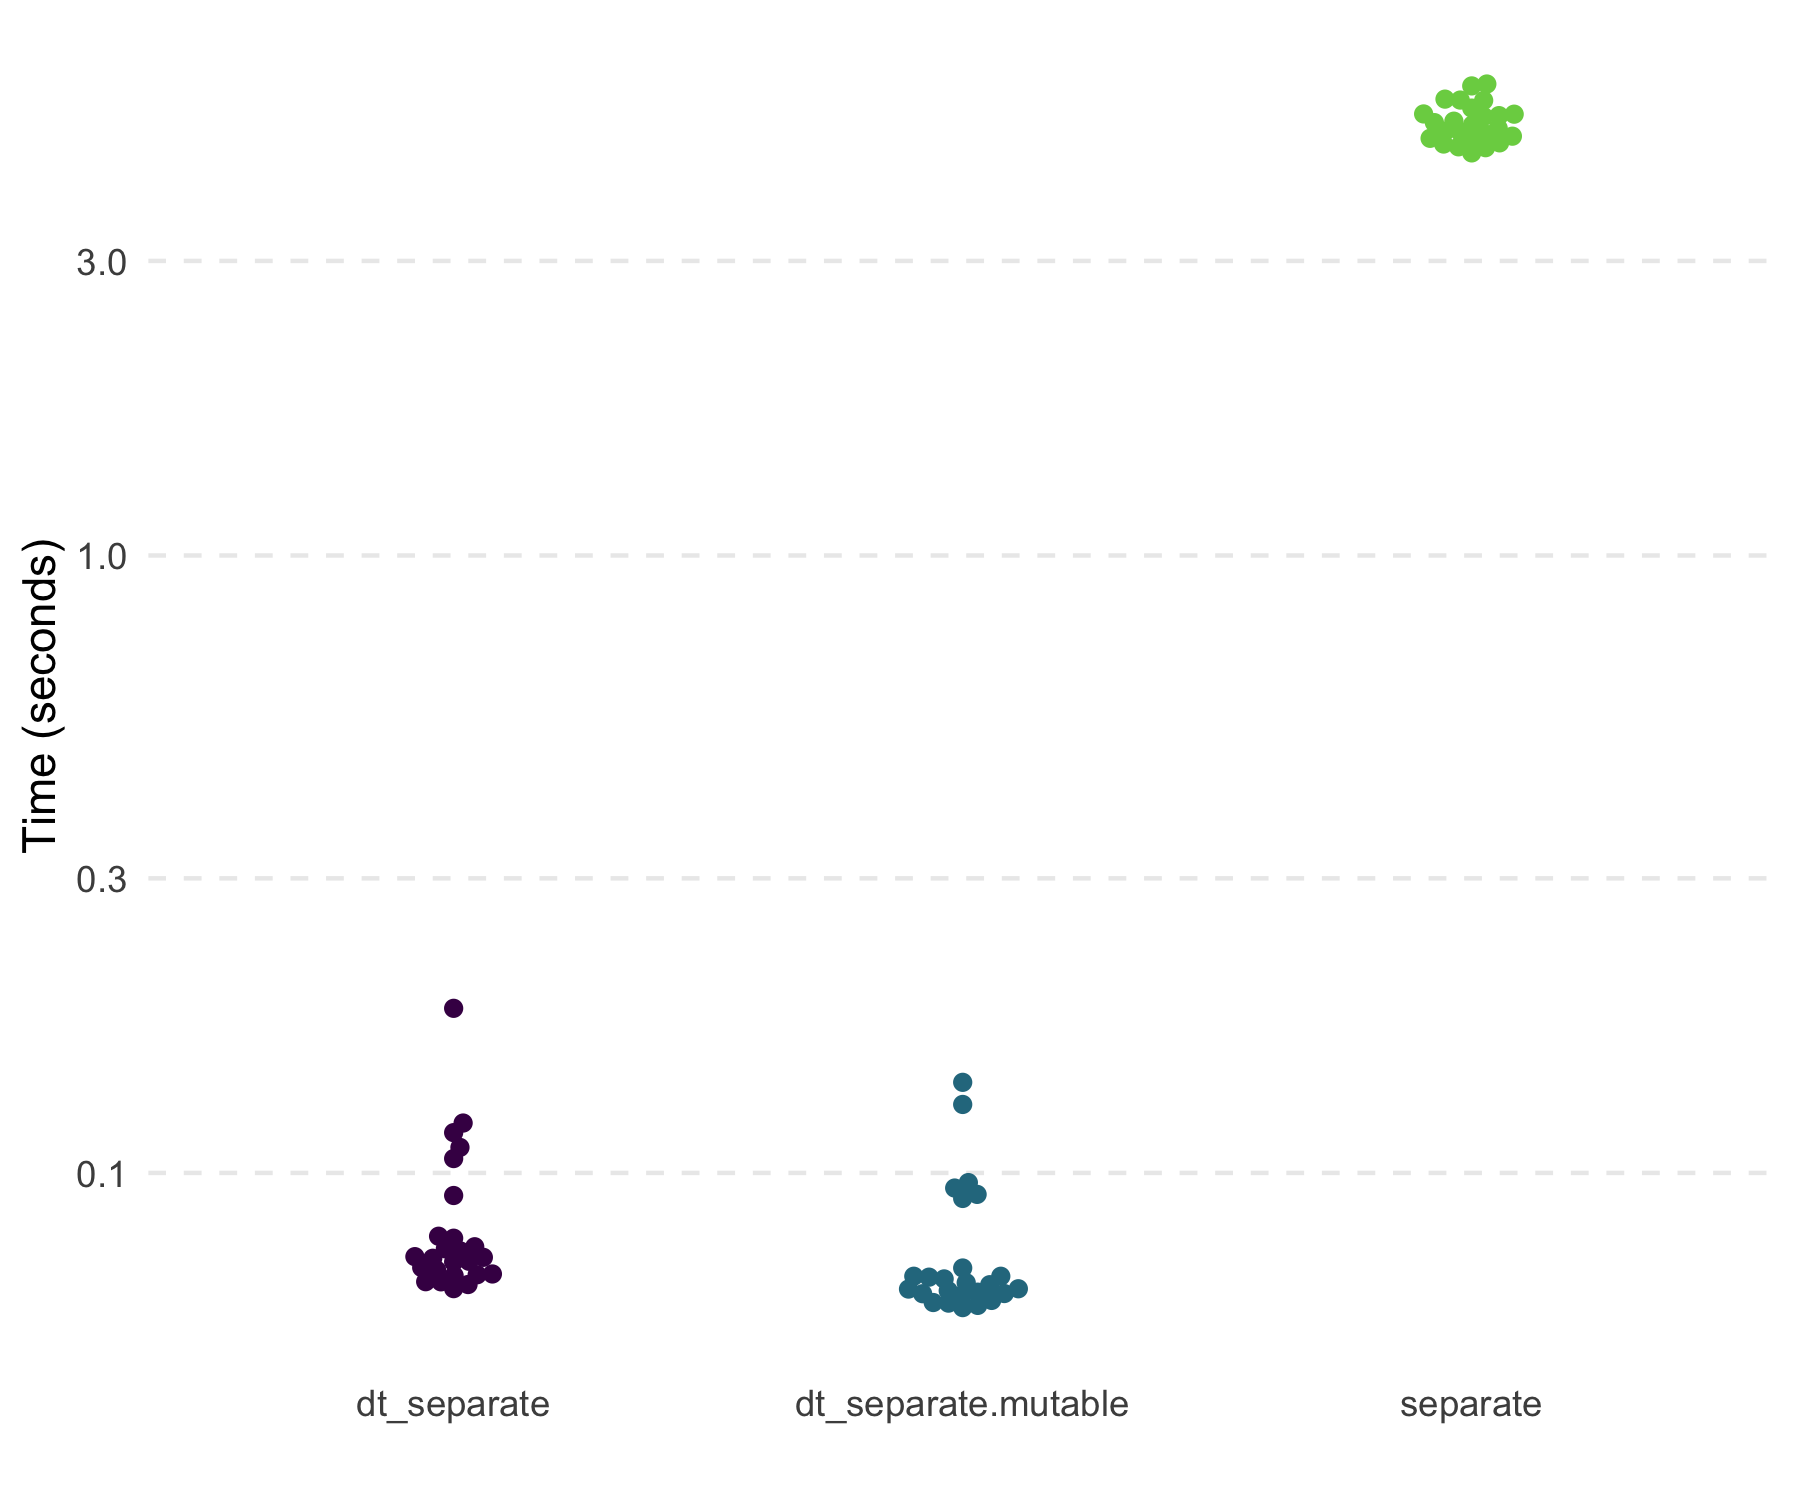 Time (seconds)
3.0
1.0
0.3
0.1
dt_separate
dt_separate.mutable
separate